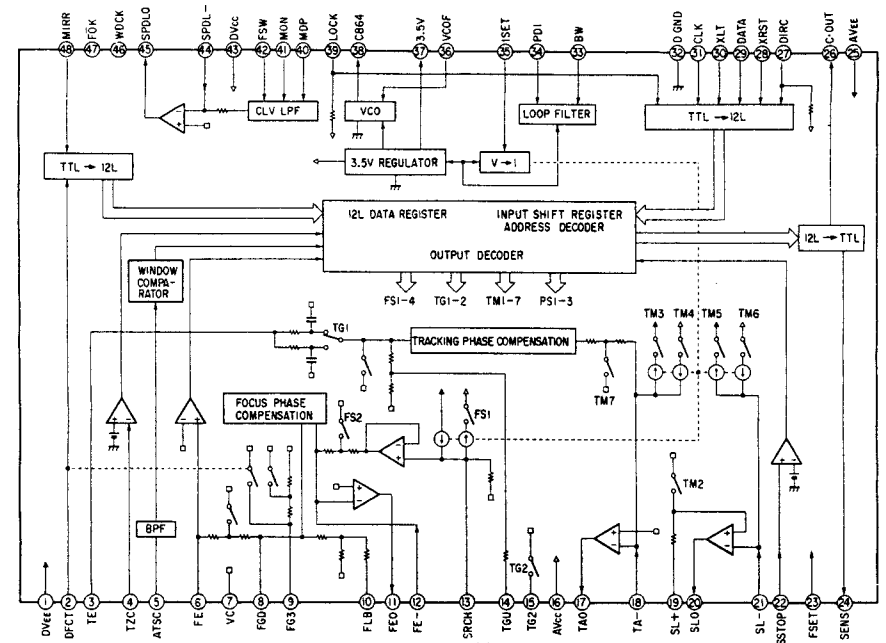 MIRR
FOK
WDCK
SPDLO
SPDL-
DVcc
FSW
MON
MDP
LOCK
C864
3.5V
VCOF
ISET
PDI
BW
D GND
CLK
XLT
DATA
XRST
DIRC
C·OUT
AVEE
48
47
46
45
44
43
42
41
40
39
38
37
36
35
34
33
32
31
30
29
28
27
26
25
CLV LPF
VCO
LOOP FILTER
TTL → I2L
TTL → I2L
3.5V REGULATOR
V → I
I2L DATA REGISTER
INPUT SHIFT REGISTER
ADDRESS DECODER
OUTPUT DECODER
I2L → TTL
WINDOW
COMPA-
RATOR
FS1-4
TG1-2
TM1-7
PS1-3
TG1
TRACKING PHASE COMPENSATION
TM7
TM3
TM4
TM5
TM6
FOCUS PHASE
COMPENSATION
FS2
FS1
TM2
BPF
TG2
1
2
3
4
5
6
7
8
9
10
11
12
13
14
15
16
17
18
19
20
21
22
23
24
DVEE
DFCT
TE
TZC
ATSC
FE
VC
FGD
FG3
FLB
FEO
FE-
SRCH
TGU
TG2
AVcc
TAO
TA-
SL+
SLO
SL-
SSTOP
FSET
SENS